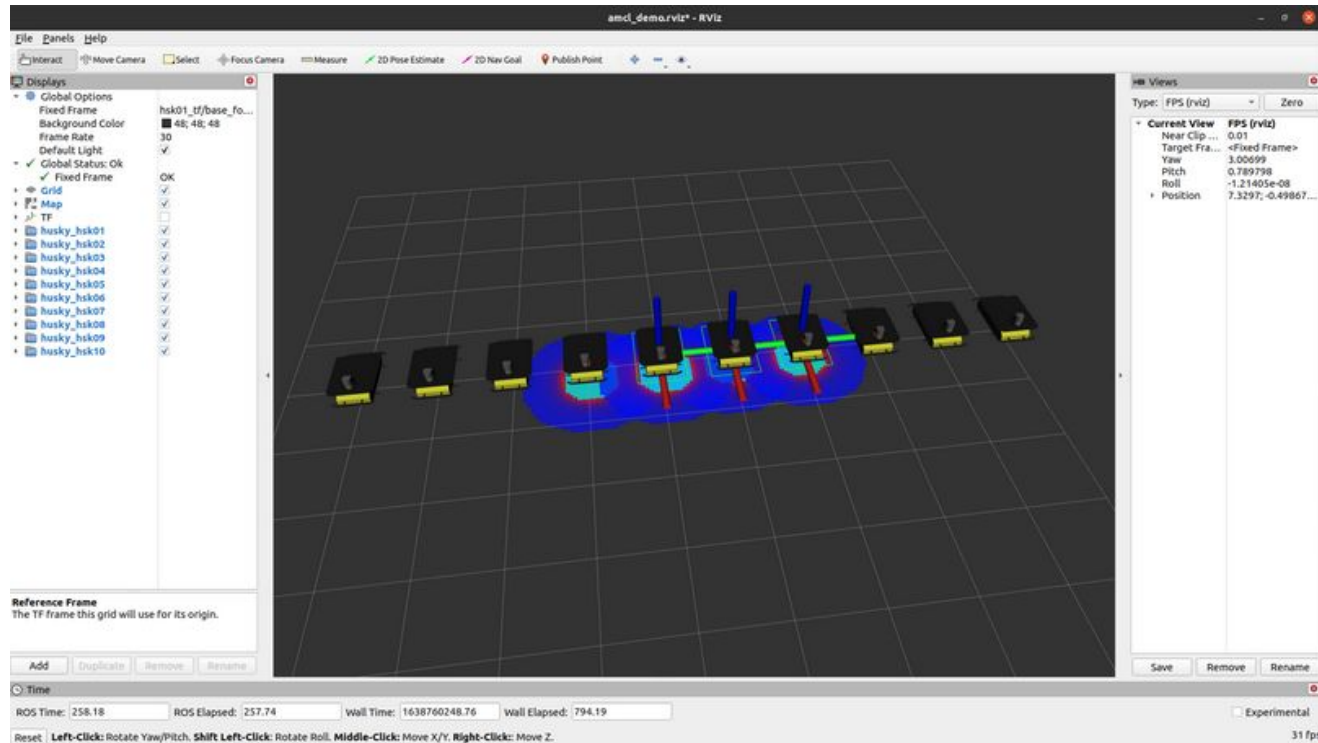 amcl_demo.rviz* - RViz
File Panels Help
Interact Move Camera Select Focus Camera Measure 2D Pose Estimate 2D Nav Goal Publish Point
Displays
Global Options
Fixed Frame hsk01_tf/base_fo...
Background Color 48; 48; 48
Frame Rate 30
Default Light
Global Status: Ok
Fixed Frame OK
Grid
Map
TF
husky_hsk01
husky_hsk02
husky_hsk03
husky_hsk04
husky_hsk05
husky_hsk06
husky_hsk07
husky_hsk08
husky_hsk09
husky_hsk10
Reference Frame
The TF frame this grid will use for its origin.
Add Duplicate Remove Rename
Views
Type: FPS (rviz) Zero
Current View FPS (rviz)
Near Clip ... 0.01
Target Fra... <Fixed Frame>
Yaw 3.00699
Pitch 0.789798
Roll -1.21405e-08
Position 7.3297; -0.49867...
Save Remove Rename
Time
ROS Time: 258.18 ROS Elapsed: 257.74 Wall Time: 1638760248.76 Wall Elapsed: 794.19 Experimental
Reset Left-Click: Rotate Yaw/Pitch. Shift Left-Click: Rotate Roll. Middle-Click: Move X/Y. Right-Click:: Move Z. 31 fps